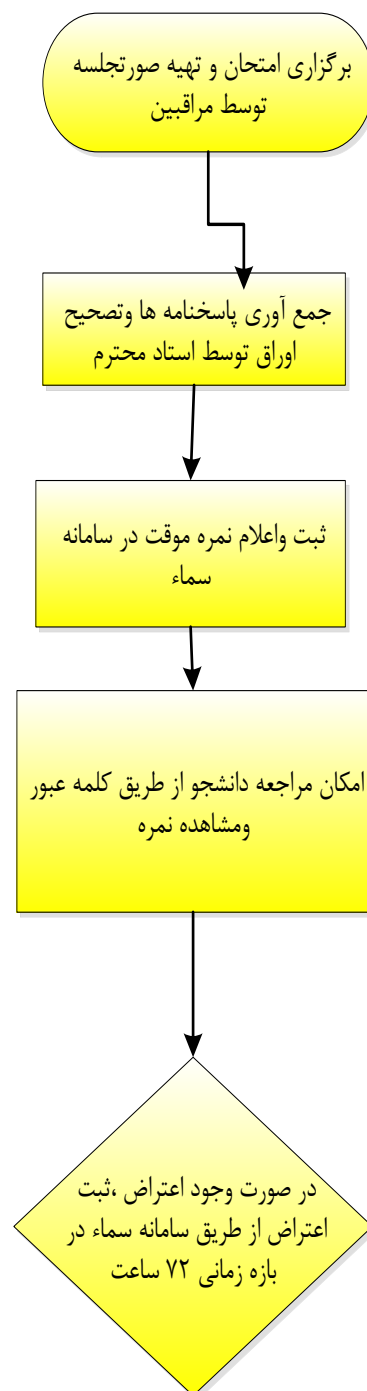 برگزاری امتحان و تهیه صورتجلسه
توسط مراقبین
جمع آوری پاسخنامه ها وتصحیح
اوراق توسط استاد محترم
ثبت واعلام نمره موقت در سامانه
سماء
امکان مراجعه دانشجو از طریق کلمه عبور
ومشاهده نمره
در صورت وجود اعتراض ،ثبت
اعتراض از طریق سامانه سماء در
بازه زمانی ۷۲ ساعت